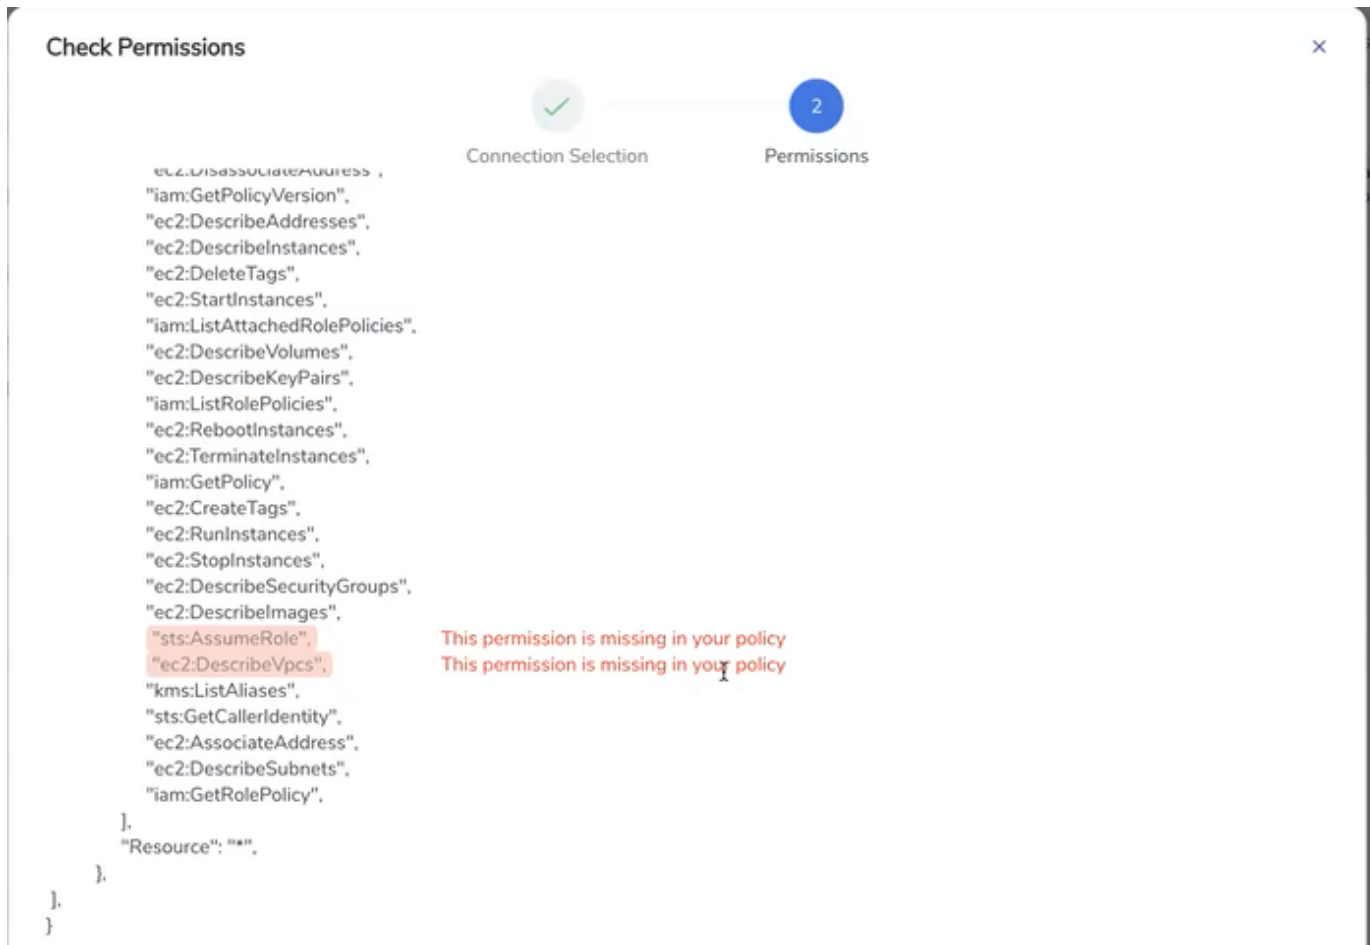 Check Permissions
×
2
Connection Selection
Permissions
"ec2:DisassociateAddress",
"iam:GetPolicyVersion",
"ec2:DescribeAddresses",
"ec2:DescribeInstances",
"ec2:DeleteTags",
"ec2:StartInstances",
"iam:ListAttachedRolePolicies",
"ec2:DescribeVolumes",
"ec2:DescribeKeyPairs",
"iam:ListRolePolicies",
"ec2:RebootInstances",
"ec2:TerminateInstances",
"iam:GetPolicy",
"ec2:CreateTags",
"ec2:RunInstances",
"ec2:StopInstances",
"ec2:DescribeSecurityGroups",
"ec2:DescribeImages",
"sts:AssumeRole", This permission is missing in your policy
"ec2:DescribeVpcs", This permission is missing in your policy
"kms:ListAliases",
"sts:GetCallerIdentity",
"ec2:AssociateAddress",
"ec2:DescribeSubnets",
"iam:GetRolePolicy",
],
"Resource": "*",
},
],
}